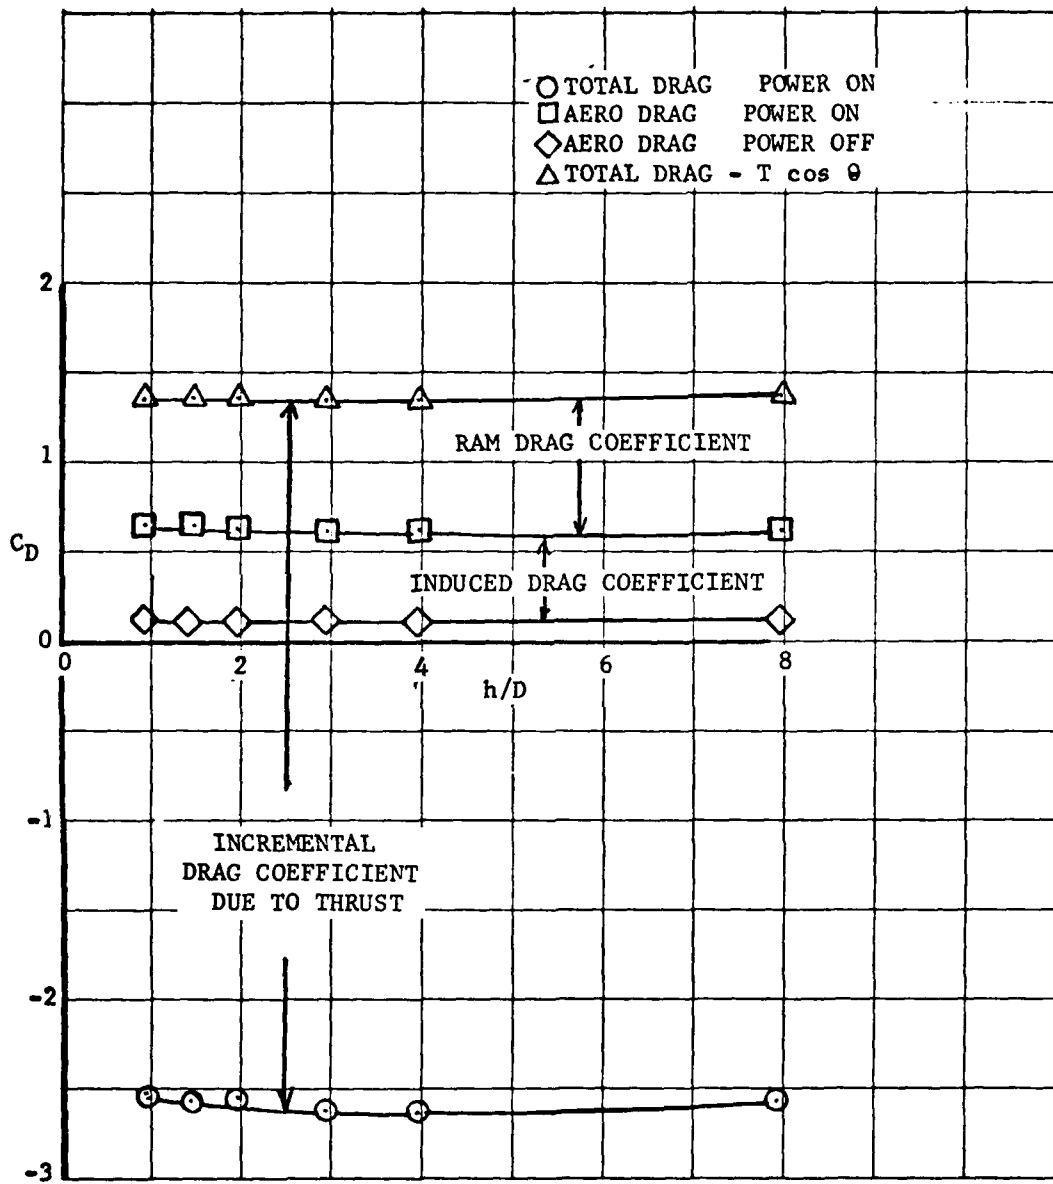 TOTAL DRAG POWER ON
AERO DRAG POWER ON
AERO DRAG POWER OFF
TOTAL DRAG - T cos θ
2
1
0
-1
-2
-3
C_D
0 2 4 6 8
h/D
RAM DRAG COEFFICIENT
INDUCED DRAG COEFFICIENT
INCREMENTAL
DRAG COEFFICIENT
DUE TO THRUST